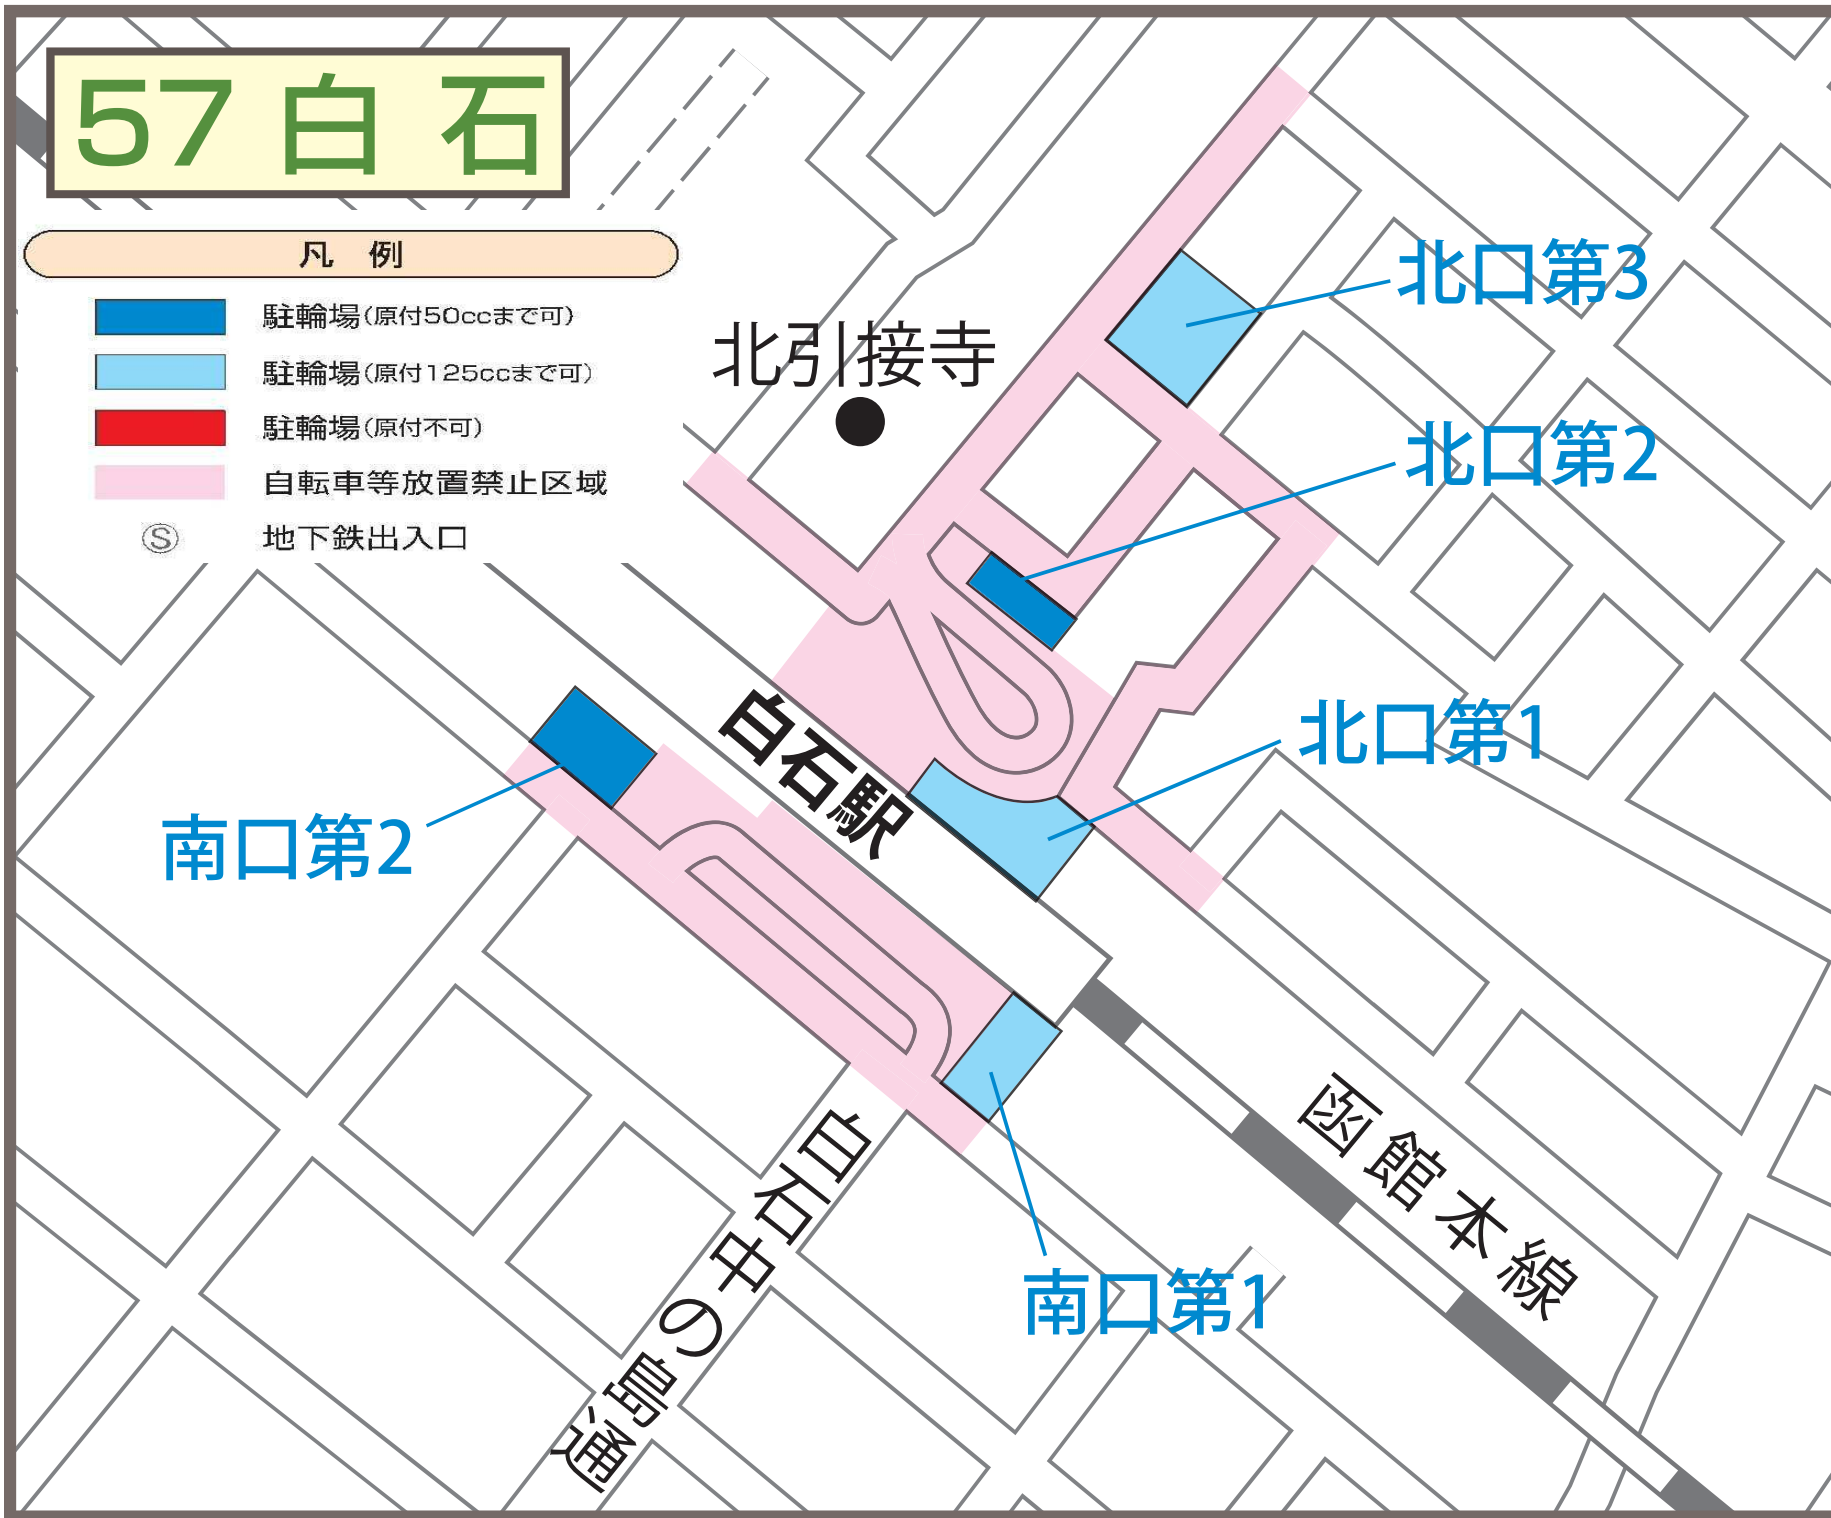 57 白 石
凡 例
駐輪場(原付50ccまで可)
駐輪場(原付125ccまで可)
駐輪場(原付不可)
自転車等放置禁止区域
Ⓢ 地下鉄出入口
北口第3
北引接寺
北口第2
北口第1
白石駅
南口第2
函館本線
白石中の島通
南口第1